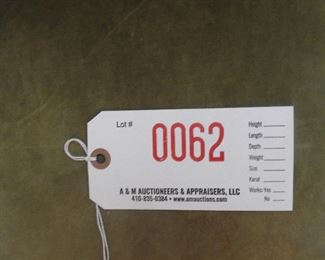 Lot #
0062
Height
Length
Depth
Weight
Size
Karat
Works: Yes
No
A & M AUCTIONEERS & APPRAISERS, LLC
410-835-0384 • www.amauctions.com